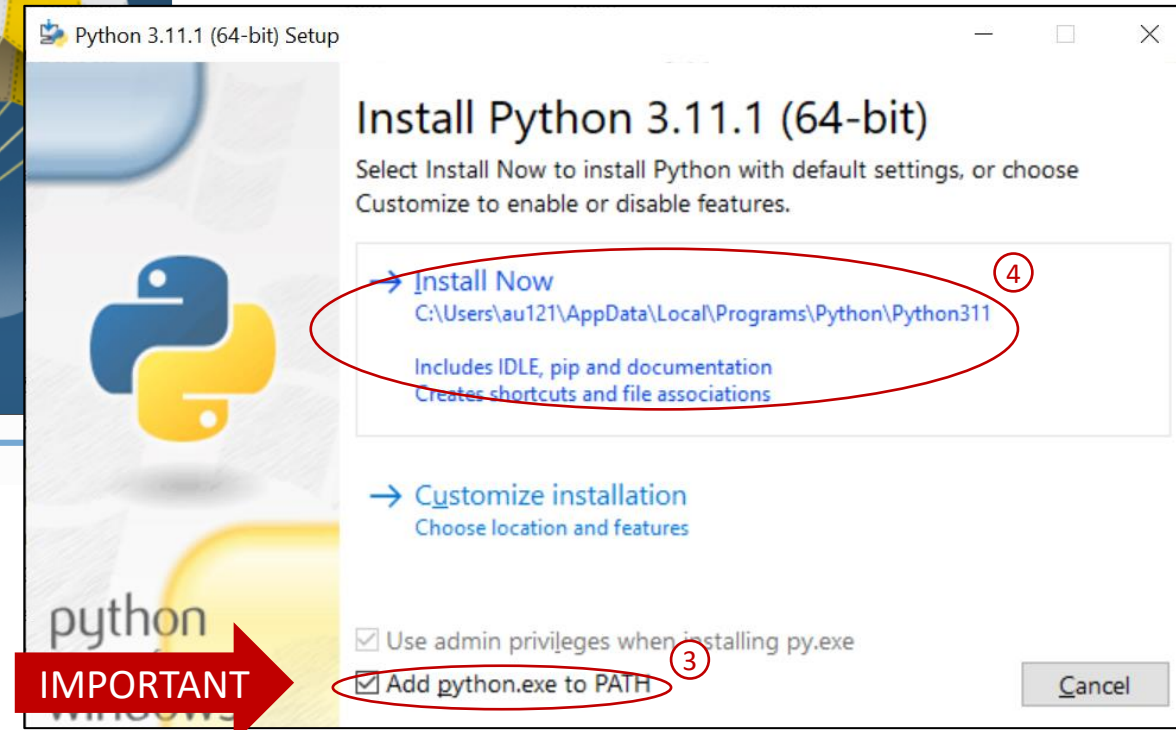 Python 3.11.1 (64-bit) Setup
Install Python 3.11.1 (64-bit)
Select Install Now to install Python with default settings, or choose
Customize to enable or disable features.
Install Now
4
C:\Users\au121\AppData\Local\Programs\Python\Python311
Includes IDLE, pip and documentation
Creates shortcuts and file associations
Customize installation
Choose location and features
python
Use admin privileges when installing py.exe
3
IMPORTANT
Add python.exe to PATH
Cancel
windows